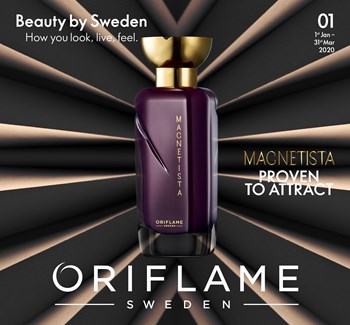 Beauty by Sweden
How you look, live, feel.
01
1st Jan –
31st Mar
2020
MAGNETISTA
ORIFLAME
SWEDEN
MAGNETISTA
PROVEN
TO ATTRACT
ORIFLAME
SWEDEN